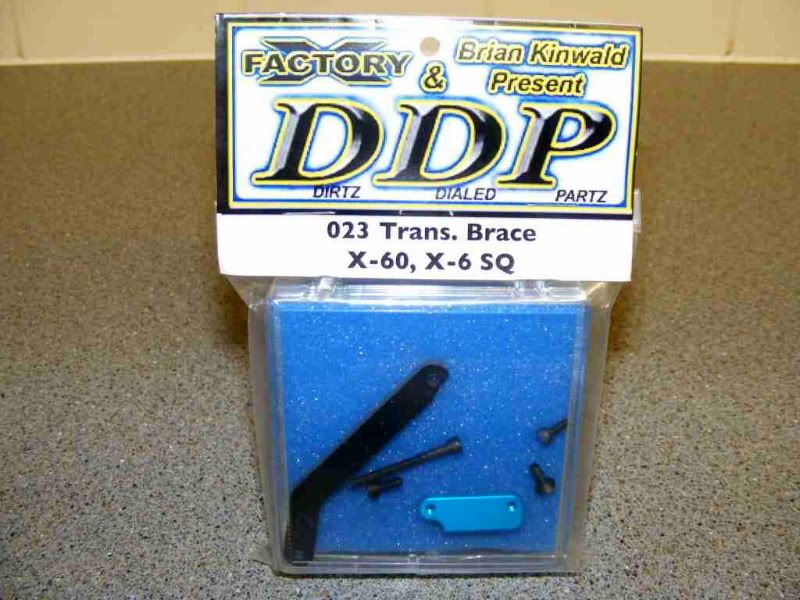 X FACTORY
&
Brian Kinwald
Present
DDP
DIRTZ DIALED PARTZ
023 Trans. Brace
X-60, X-6 SQ